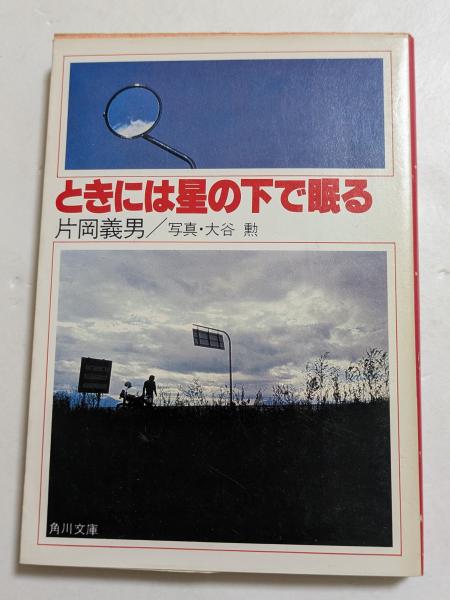 ときには星の下で眠る
片岡義男/写真・大谷 勲
角川文庫